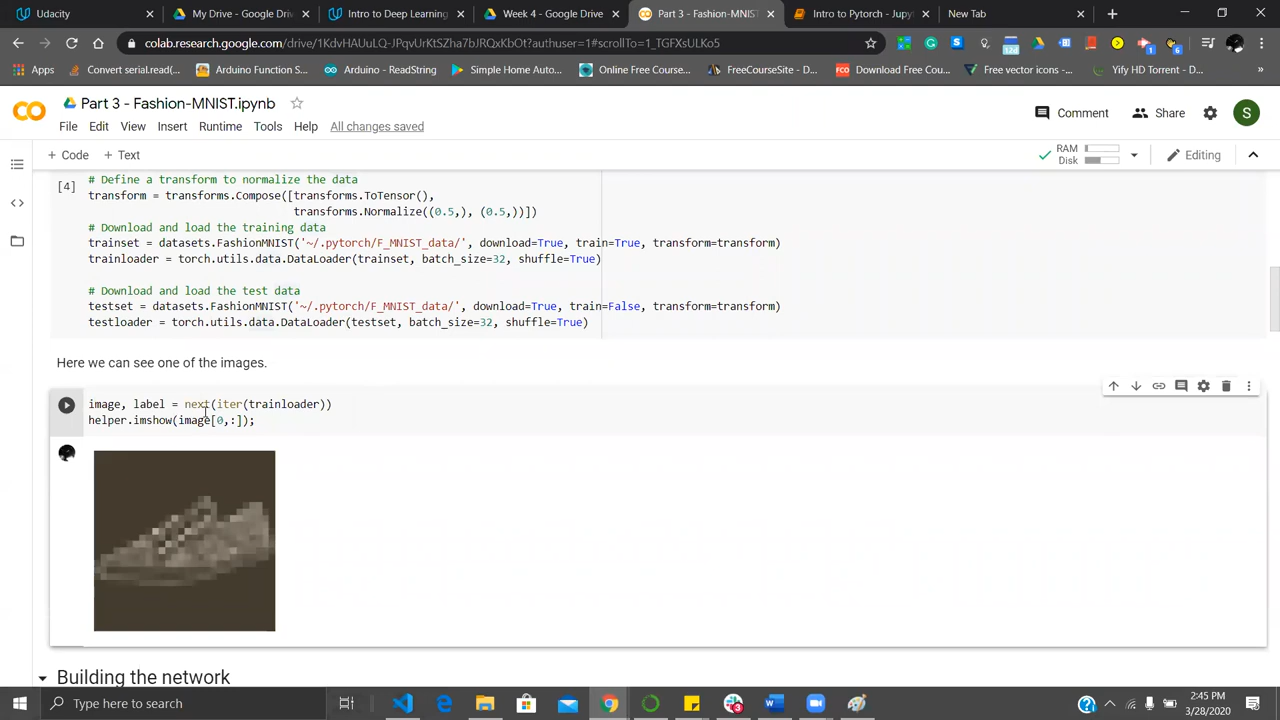 Udacity
My Drive - Google Drive
Intro to Deep Learning
Week 4 - Google Drive
Part 3 - Fashion-MNIST
Intro to Pytorch - Jupyt
New Tab
colab.research.google.com/drive/1KdvHAUuLQ-JPqvUrKtSZha7bJRQxKbOt?authuser=1#scrollTo=1_TGFXsULKo5
Apps
Convert serial.read(...
Arduino Function S...
Arduino - ReadString
Simple Home Auto...
Online Free Course...
FreeCourseSite - D...
FCO Download Free Cou...
Free vector icons -...
Yify HD Torrent - D...
Part 3 - Fashion-MNIST.ipynb
Comment
Share
S
File Edit View Insert Runtime Tools Help All changes saved
+ Code + Text
RAM
Disk
Editing
[4]
# Define a transform to normalize the data
transform = transforms.Compose([transforms.ToTensor(),
transforms.Normalize((0.5,), (0.5,))])
# Download and load the training data
trainset = datasets.FashionMNIST('~/.pytorch/F_MNIST_data/', download=True, train=True, transform=transform)
trainloader = torch.utils.data.DataLoader(trainset, batch_size=32, shuffle=True)
# Download and load the test data
testset = datasets.FashionMNIST('~/.pytorch/F_MNIST_data/', download=True, train=False, transform=transform)
testloader = torch.utils.data.DataLoader(testset, batch_size=32, shuffle=True)
Here we can see one of the images.
image, label = next(iter(trainloader))
helper.imshow(image[0,:]);
Building the network
Type here to search
2:45 PM
3/28/2020